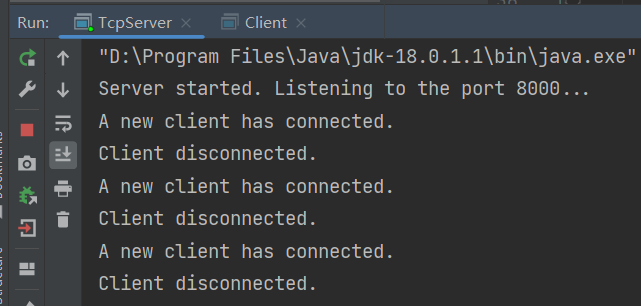 Run: TcpServer Client
"D:\Program Files\Java\jdk-18.0.1.1\bin\java.exe"
Server started. Listening to the port 8000...
A new client has connected.
Client disconnected.
A new client has connected.
Client disconnected.
A new client has connected.
Client disconnected.